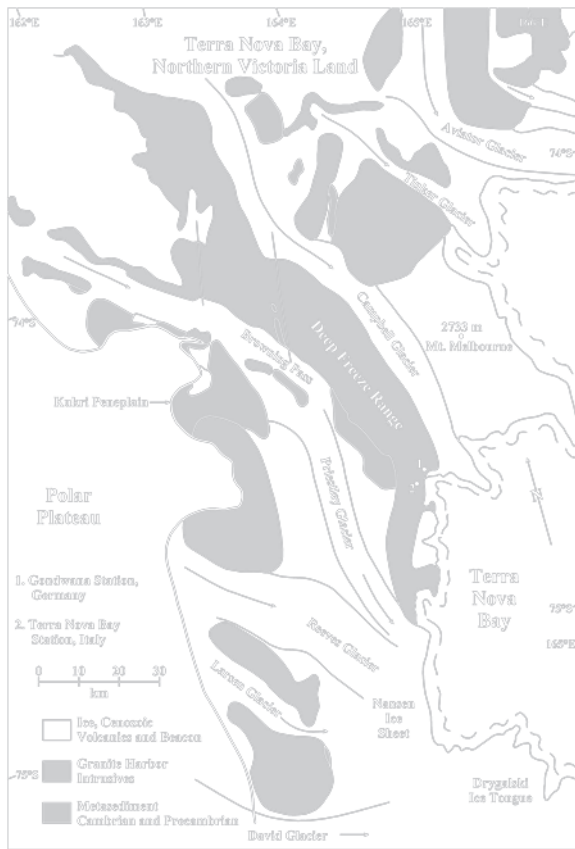 162°E
163°E
164°E
165°E
166°E
Terra Nova Bay,
Northern Victoria Land
Aviator Glacier
74°S
Tinker Glacier
Campbell Glacier
2733 m
Mt. Melbourne
74°S
Browning Pass
Deep Freeze Range
Kukri Peneplain
1
2
N
Polar
Plateau
Priestley Glacier
Terra
Nova
Bay
1. Gondwana Station,
Germany
2. Terra Nova Bay
Station, Italy
75°S
165°E
0 10 20 30
km
Reeves Glacier
Larsen Glacier
Nansen
Ice
Sheet
Ice, Cenozoic
Volcanics and Beacon
Granite Harbor
Intrusives
75°S
Metasediment
Cambrian and Precambrian
Drygalski
Ice Tongue
David Glacier